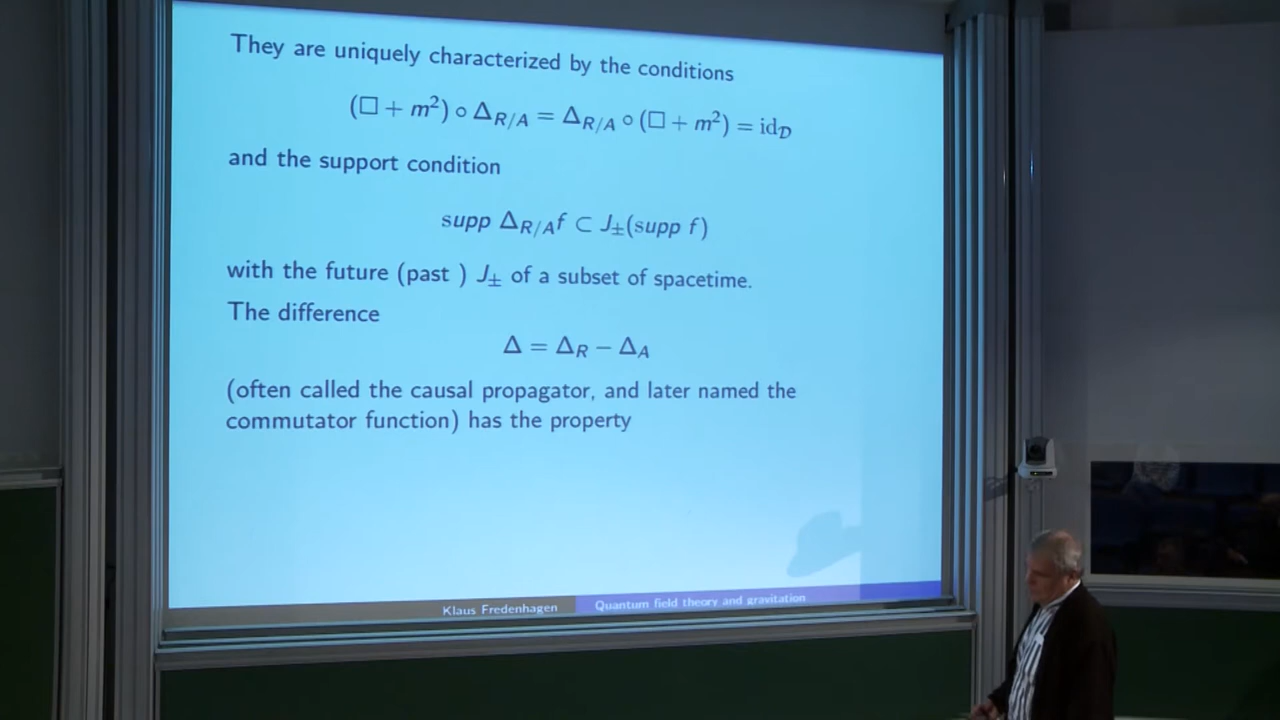 They are uniquely characterized by the conditions
(□ + m²) ∘ Δ_{R/A} = Δ_{R/A} ∘ (□ + m²) = id_𝒟
and the support condition
supp Δ_{R/A} f ⊂ J_±(supp f)
with the future (past ) J_± of a subset of spacetime.
The difference
Δ = Δ_R − Δ_A
(often called the causal propagator, and later named the
commutator function) has the property
Klaus Fredenhagen Quantum field theory and gravitation